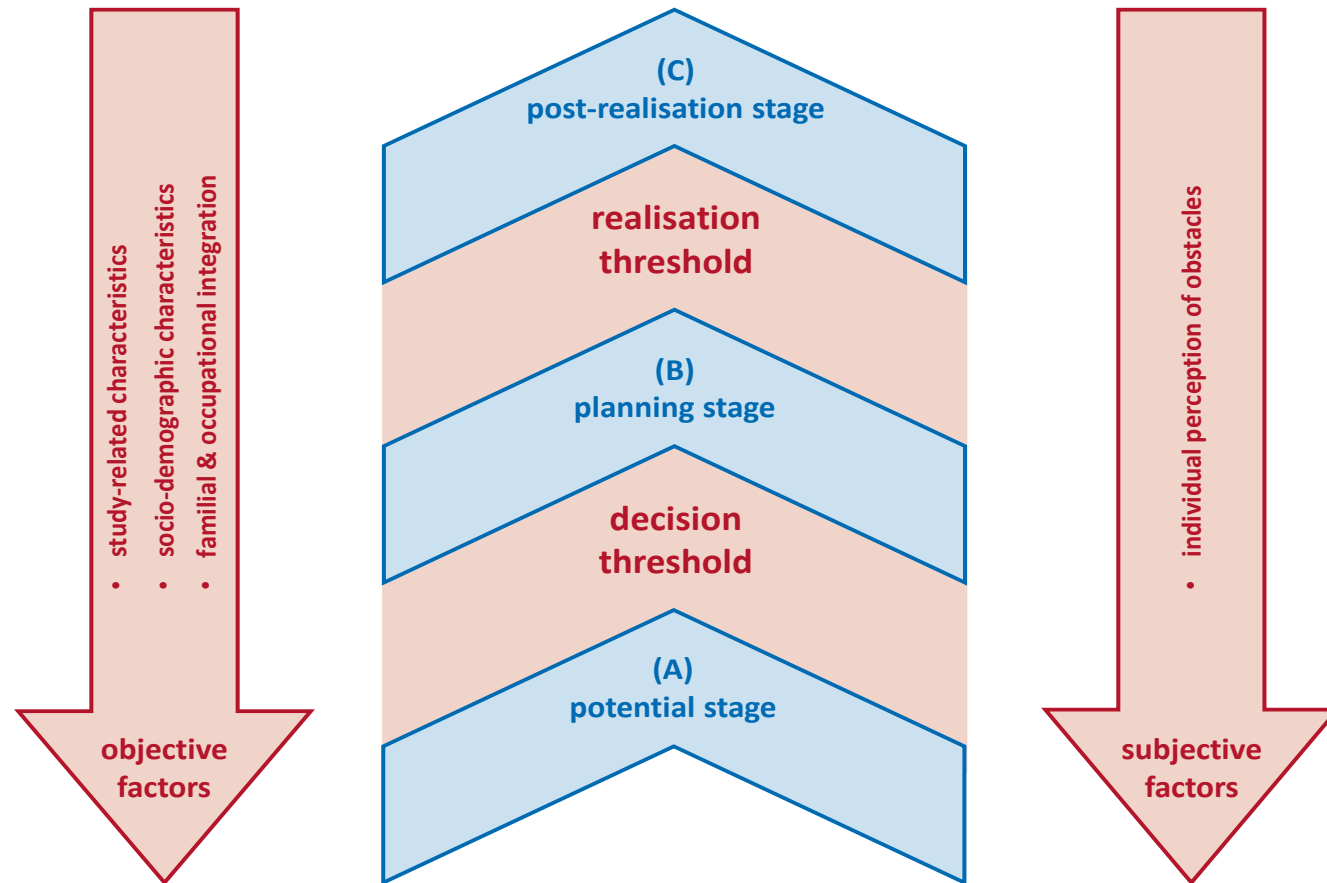 • study-related characteristics
• socio-demographic characteristics
• familial & occupational integration
objective
factors
(C)
post-realisation stage
realisation
threshold
(B)
planning stage
decision
threshold
(A)
potential stage
• individual perception of obstacles
subjective
factors